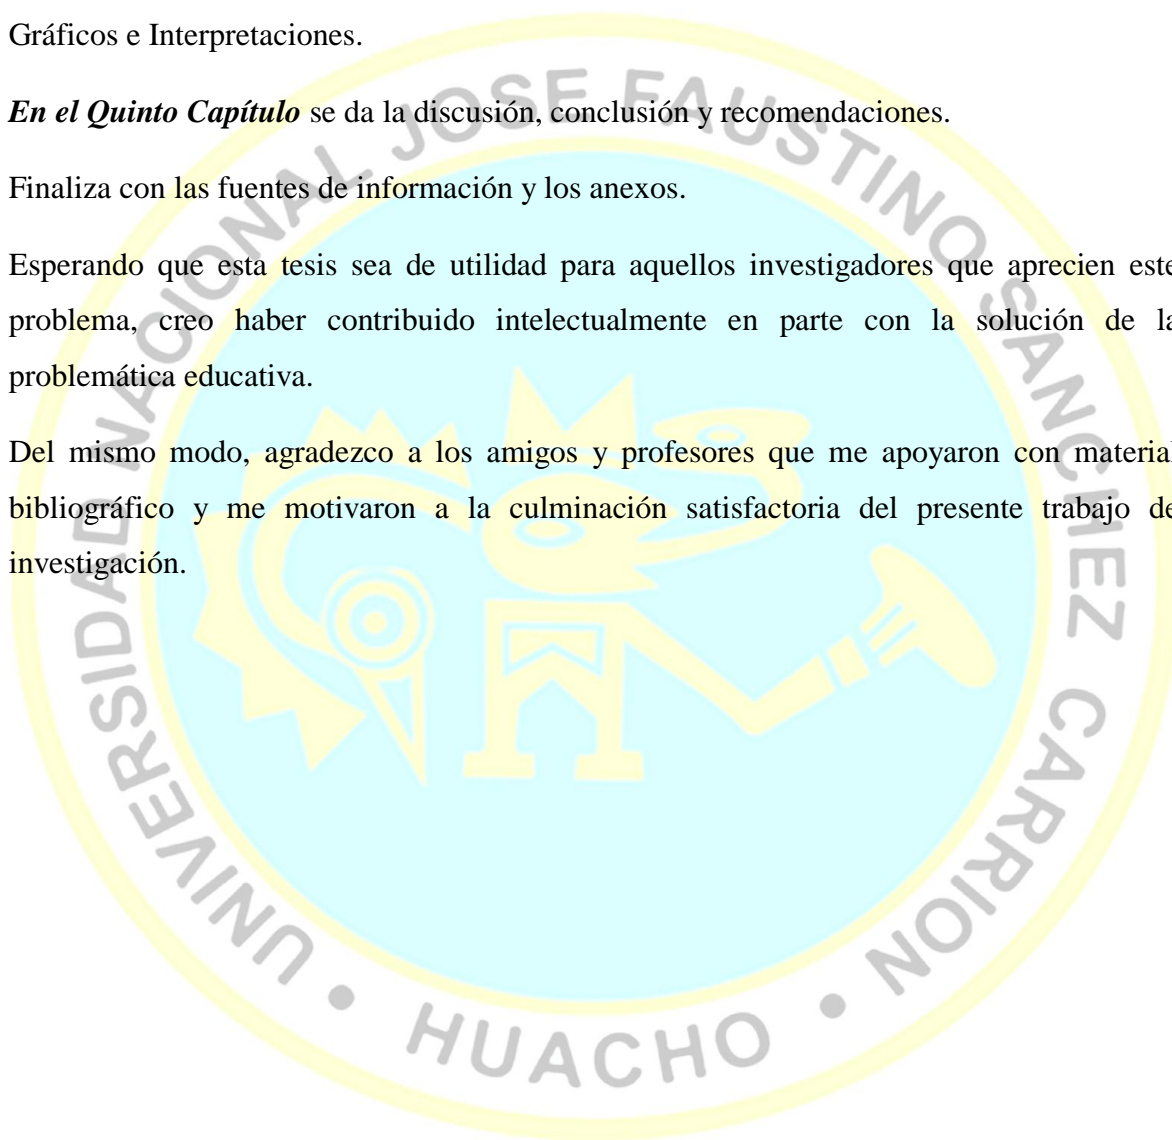 Gráficos e Interpretaciones.
En el Quinto Capítulo se da la discusión, conclusión y recomendaciones.
Finaliza con las fuentes de información y los anexos.
Esperando que esta tesis sea de utilidad para aquellos investigadores que aprecien este
problema, creo haber contribuido intelectualmente en parte con la solución de la
problemática educativa.
Del mismo modo, agradezco a los amigos y profesores que me apoyaron con material
bibliográfico y me motivaron a la culminación satisfactoria del presente trabajo de
investigación.
UNIVERSIDAD NACIONAL JOSE FAUSTINO SANCHEZ CARRION • HUACHO •